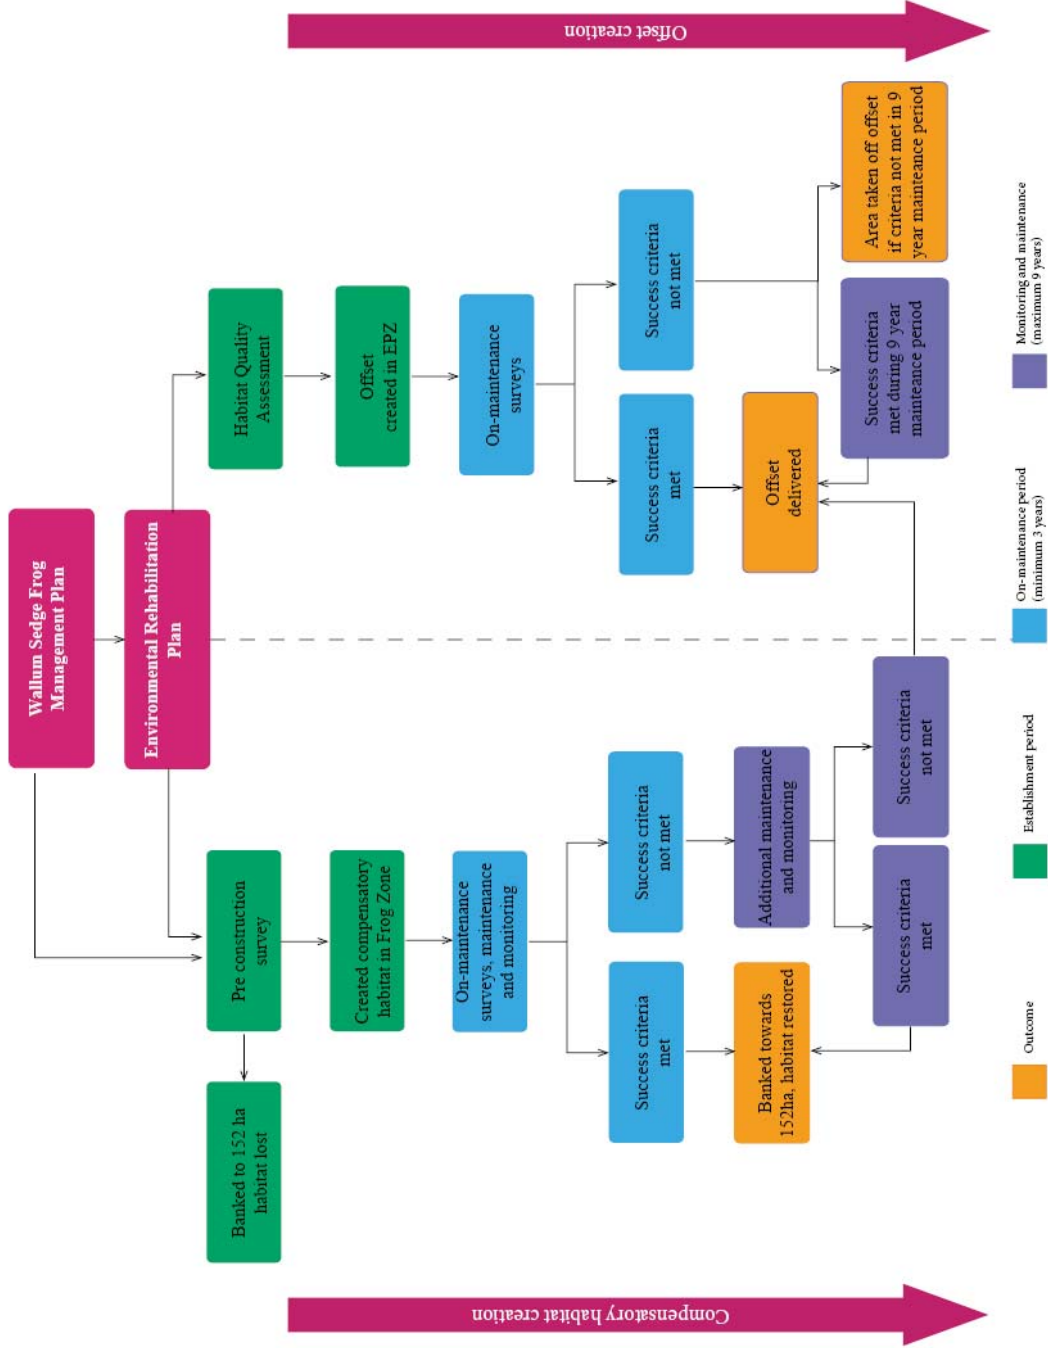 Wallum Sedge Frog
Management Plan
Environmental Rehabilitation
Plan
Compensatory habitat creation
Banked to 152 ha
habitat lost
Pre construction
survey
Created compensatory
habitat in Frog Zone
On-maintenance
surveys, maintenance
and monitoring
Success criteria
met
Success criteria
not met
Banked towards
152ha, habitat restored
Additional maintenance
and monitoring
Success criteria
met
Success criteria
not met
Habitat Quality
Assessment
Offset
created in EPZ
On-maintenance
surveys
Success criteria
met
Success criteria
not met
Offset
delivered
Success criteria
met during 9 year
mainteance period
Area taken off offset
if criteria not met in 9
year mainteance period
Offset creation
Outcome
Establishment period
On-maintenance period
(minimum 3 years)
Monitoring and maintenance
(maximum 9 years)